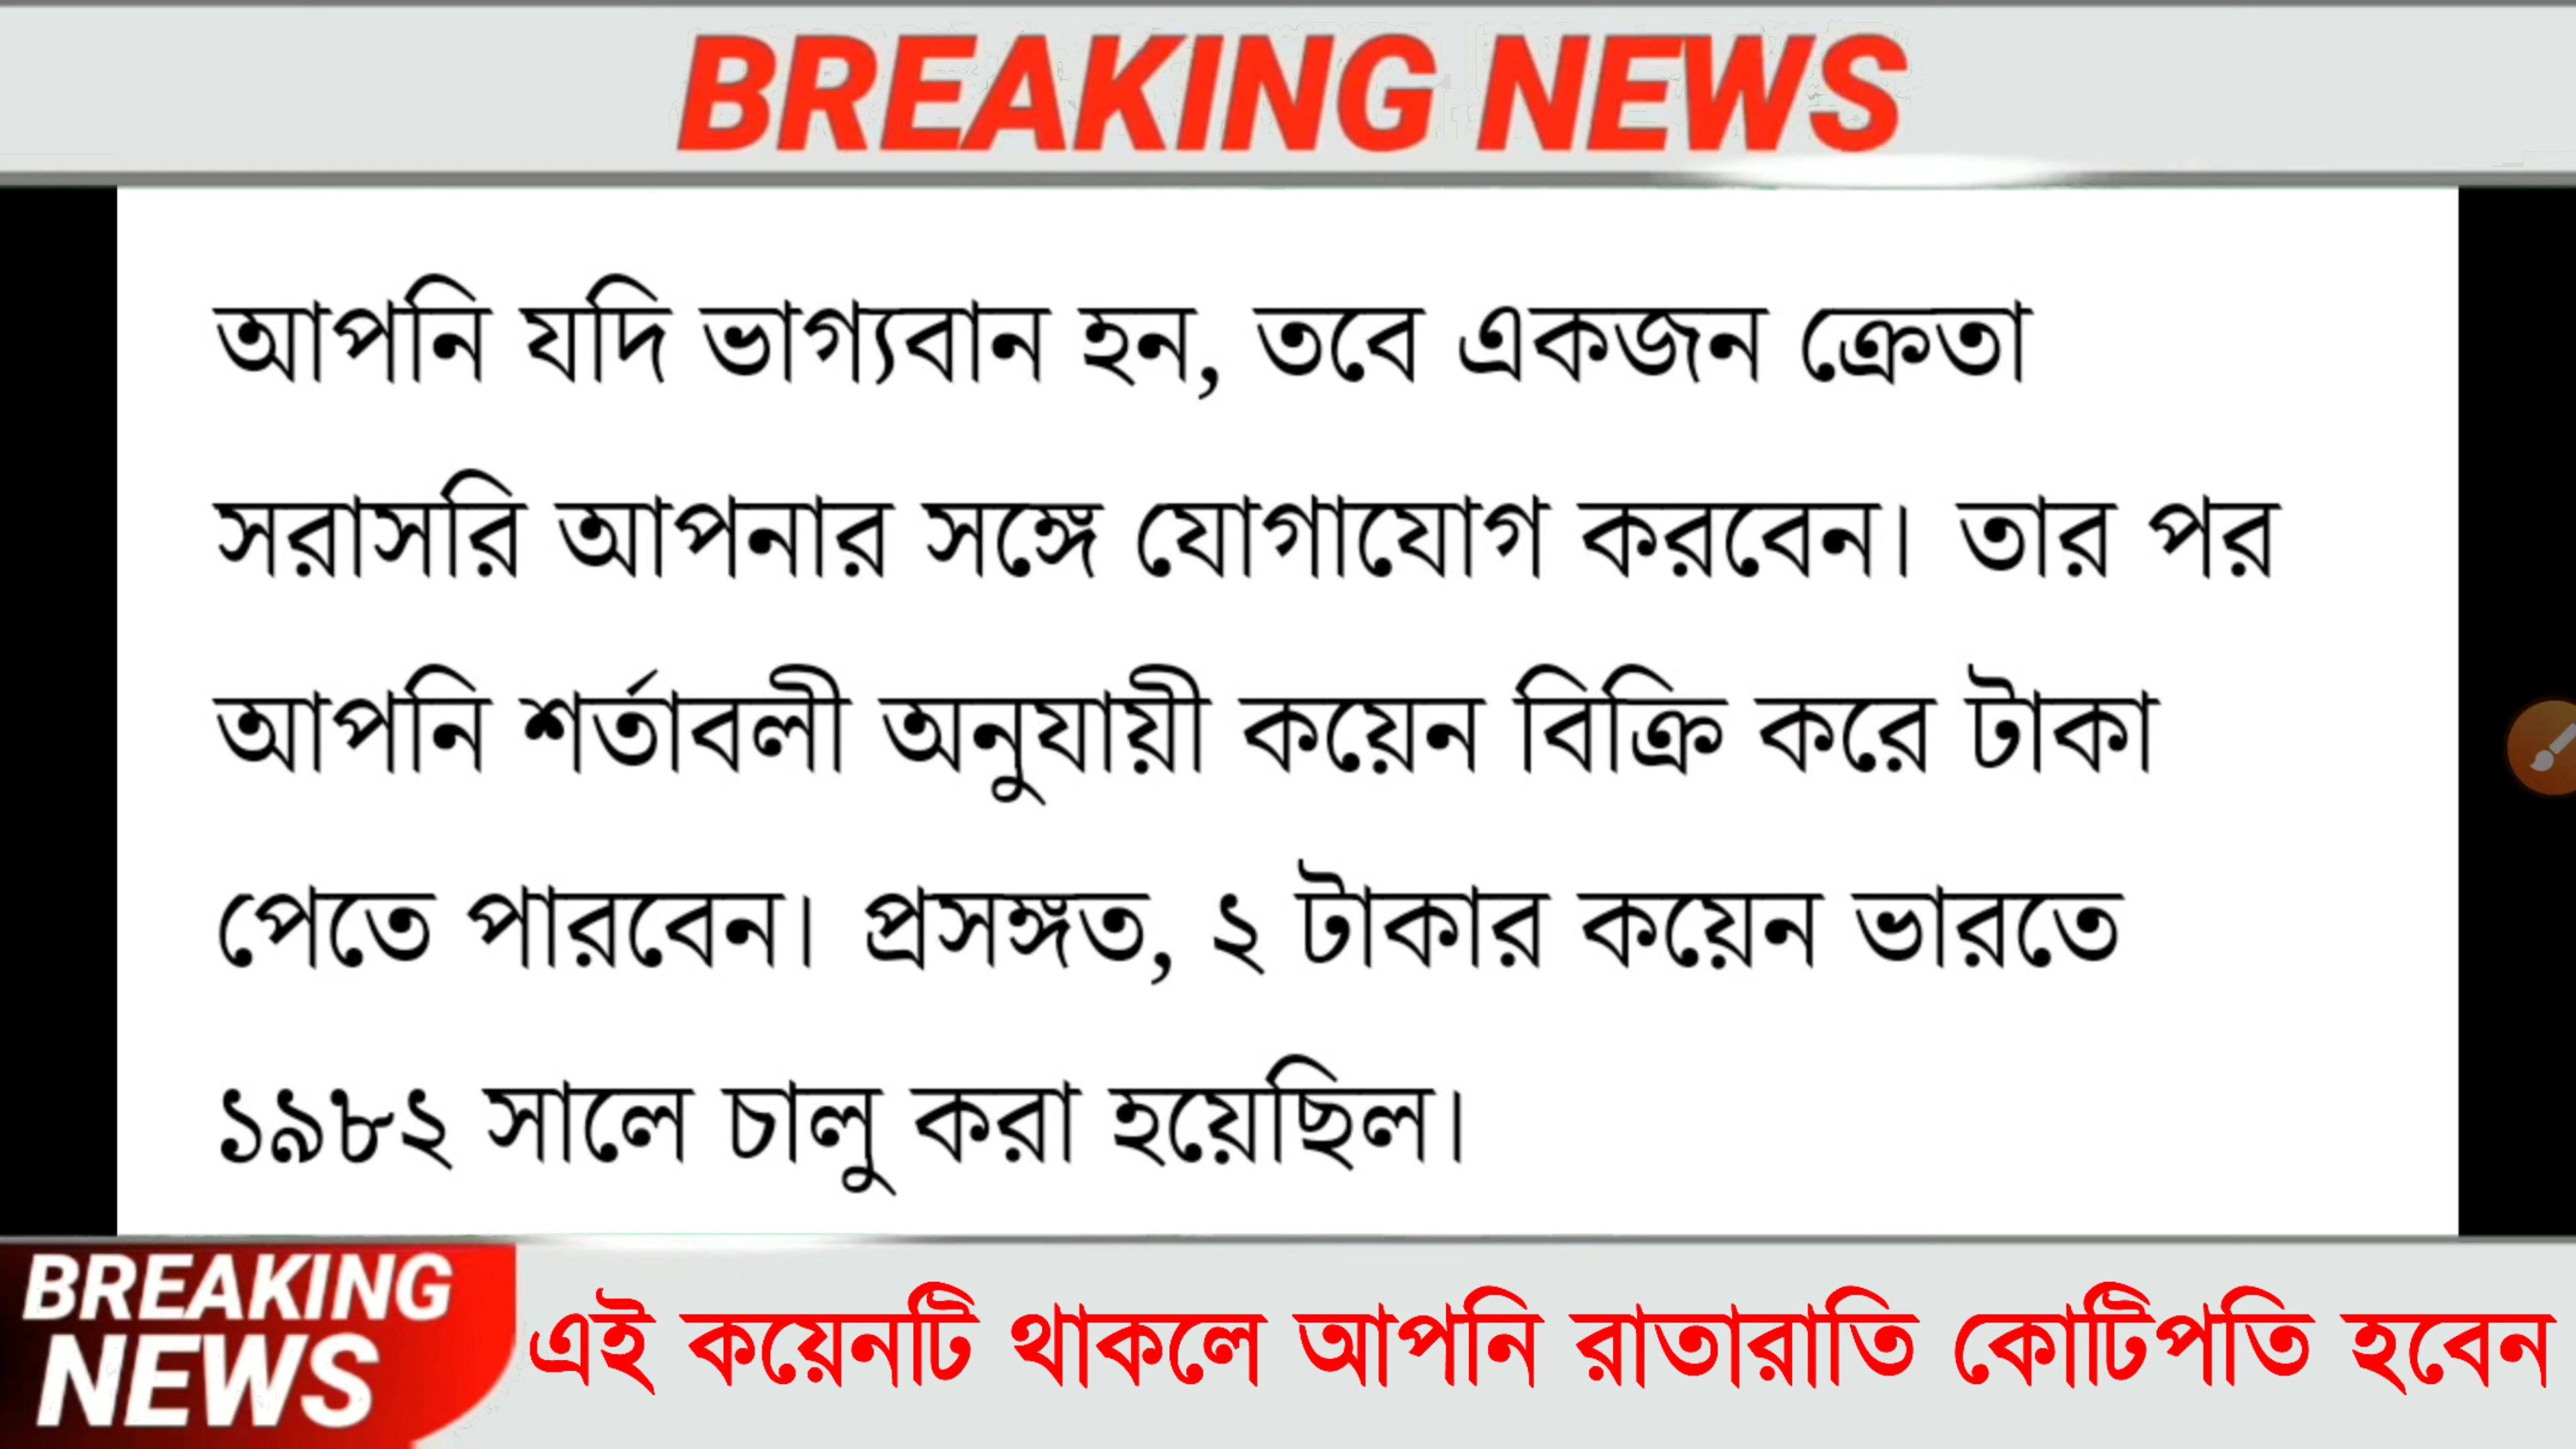 BREAKING NEWS
আপনি যদি ভাগ্যবান হন, তবে একজন ক্রেতা
সরাসরি আপনার সঙ্গে যোগাযোগ করবেন। তার পর
আপনি শর্তাবলী অনুযায়ী কয়েন বিক্রি করে টাকা
পেতে পারবেন। প্রসঙ্গত, ২ টাকার কয়েন ভারতে
১৯৮২ সালে চালু করা হয়েছিল।
BREAKING
NEWS
এই কয়েনটি থাকলে আপনি রাতারাতি কোটিপতি হবেন